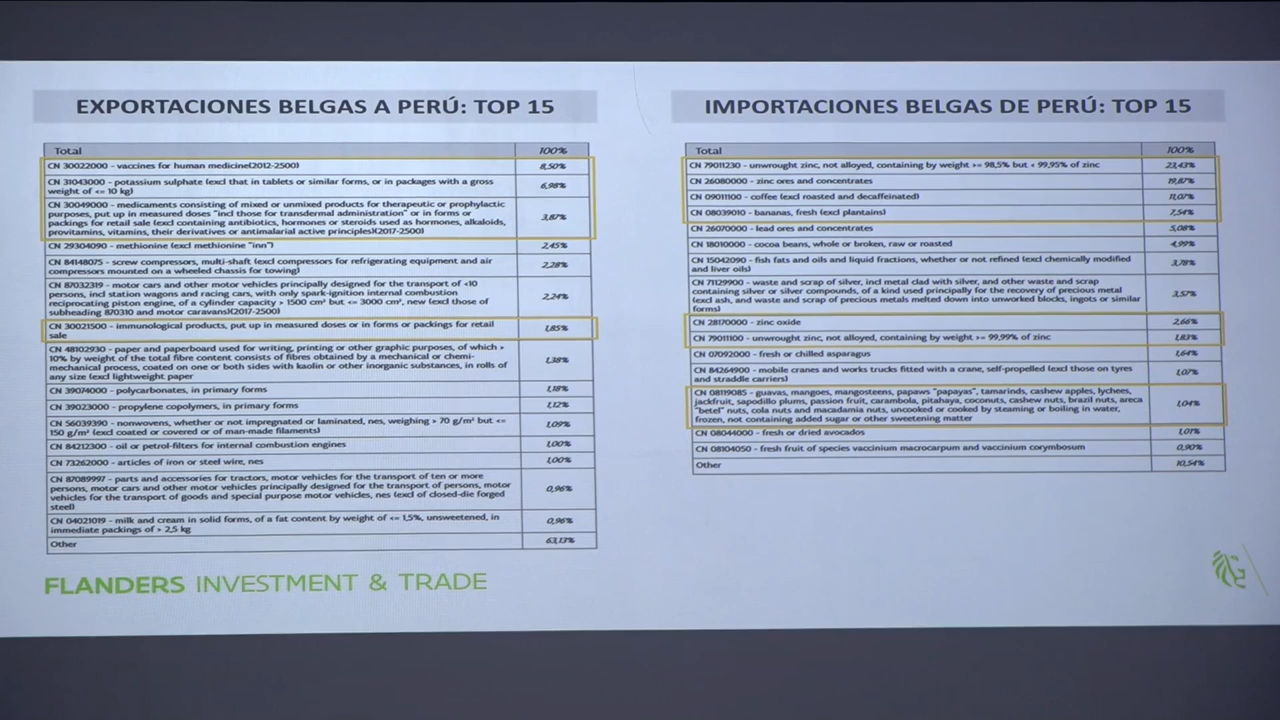 EXPORTACIONES BELGAS A PERÚ: TOP 15
Total 100%
CN 30022000 - vaccines for human medicine(2012-2500) 8,50%
CN 31043000 - potassium sulphate (excl that in tablets or similar forms, or in packages with a gross
weight of <= 10 kg) 6,98%
CN 30049000 - medicaments consisting of mixed or unmixed products for therapeutic or prophylactic
purposes, put up in measured doses "incl those for transdermal administration" or in forms or
packings for retail sale (excl containing antibiotics, hormones or steroids used as hormones, alkaloids,
provitamins, vitamins, their derivatives or antimalarial active principles)(2017-2500) 3,87%
CN 29304090 - methionine (excl methionine "inn") 2,45%
CN 84148075 - screw compressors, multi-shaft (excl compressors for refrigerating equipment and air
compressors mounted on a wheeled chassis for towing) 2,28%
CN 87032319 - motor cars and other motor vehicles principally designed for the transport of <10
persons, incl station wagons and racing cars, with only spark-ignition internal combustion
reciprocating piston engine, of a cylinder capacity > 1500 cm³ but <= 3000 cm³, new (excl those of
subheading 870310 and motor caravans)(2017-2500) 2,24%
CN 30021500 - immunological products, put up in measured doses or in forms or packings for retail
sale 1,85%
CN 48102930 - paper and paperboard used for writing, printing or other graphic purposes, of which >
10% by weight of the total fibre content consists of fibres obtained by a mechanical or chemi-
mechanical process, coated on one or both sides with kaolin or other inorganic substances, in rolls of
any size (excl lightweight paper 1,38%
CN 39074000 - polycarbonates, in primary forms 1,18%
CN 39023000 - propylene copolymers, in primary forms 1,12%
CN 56039390 - nonwovens, whether or not impregnated or laminated, nes, weighing > 70 g/m² but <=
150 g/m² (excl coated or covered or of man-made filaments) 1,09%
CN 84212300 - oil or petrol-filters for internal combustion engines 1,00%
CN 73262000 - articles of iron or steel wire, nes 1,00%
CN 87089997 - parts and accessories for tractors, motor vehicles for the transport of ten or more
persons, motor cars and other motor vehicles principally designed for the transport of persons, motor
vehicles for the transport of goods and special purpose motor vehicles, nes (excl of closed-die forged
steel) 0,96%
CN 04021019 - milk and cream in solid forms, of a fat content by weight of <= 1,5%, unsweetened, in
immediate packings of > 2,5 kg 0,96%
Other 63,13%
IMPORTACIONES BELGAS DE PERÚ: TOP 15
Total 100%
CN 79011230 - unwrought zinc, not alloyed, containing by weight >= 98,5% but < 99,95% of zinc 23,43%
CN 26080000 - zinc ores and concentrates 19,87%
CN 09011100 - coffee (excl roasted and decaffeinated) 11,07%
CN 08039010 - bananas, fresh (excl plantains) 7,54%
CN 26070000 - lead ores and concentrates 5,08%
CN 18010000 - cocoa beans, whole or broken, raw or roasted 4,99%
CN 15042090 - fish fats and oils and liquid fractions, whether or not refined (excl chemically modified
and liver oils) 3,78%
CN 71129900 - waste and scrap of silver, incl metal clad with silver, and other waste and scrap
containing silver or silver compounds, of a kind used principally for the recovery of precious metal
(excl ash, and waste and scrap of precious metals melted down into unworked blocks, ingots or similar
forms) 3,57%
CN 28170000 - zinc oxide 2,66%
CN 79011100 - unwrought zinc, not alloyed, containing by weight >= 99,99% of zinc 1,83%
CN 07092000 - fresh or chilled asparagus 1,64%
CN 84264900 - mobile cranes and works trucks fitted with a crane, self-propelled (excl those on tyres
and straddle carriers) 1,07%
CN 08119085 - guavas, mangoes, mangosteens, papaws "papayas", tamarinds, cashew apples, lychees,
jackfruit, sapodillo plums, passion fruit, carambola, pitahaya, coconuts, cashew nuts, brazil nuts, areca
"betel" nuts, cola nuts and macadamia nuts, uncooked or cooked by steaming or boiling in water,
frozen, not containing added sugar or other sweetening matter 1,04%
CN 08044000 - fresh or dried avocados 1,01%
CN 08104050 - fresh fruit of species vaccinium macrocarpum and vaccinium corymbosum 0,90%
Other 10,54%
FLANDERS INVESTMENT & TRADE